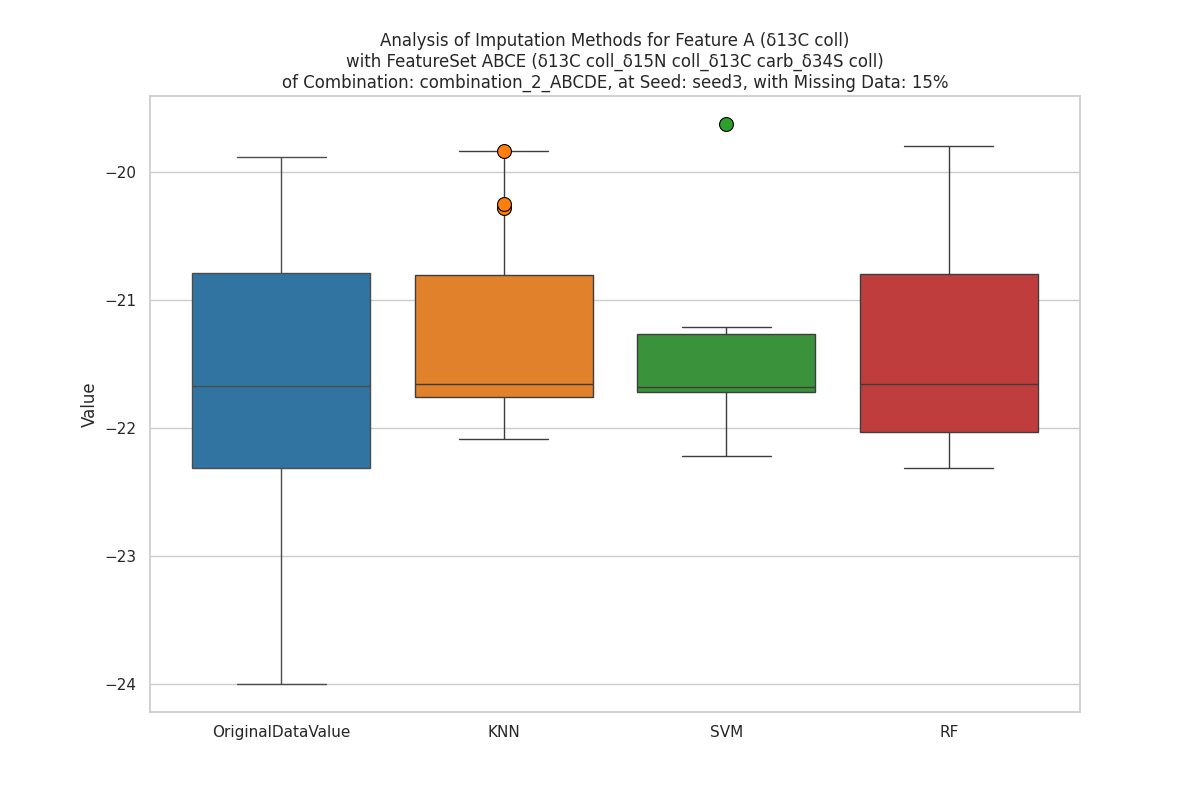 Analysis of Imputation Methods for Feature A (δ13C coll)
with FeatureSet ABCE (δ13C coll_δ15N coll_δ13C carb_δ34S coll)
of Combination: combination_2_ABCDE, at Seed: seed3, with Missing Data: 15%
Value
−20
−21
−22
−23
−24
OriginalDataValue
KNN
SVM
RF